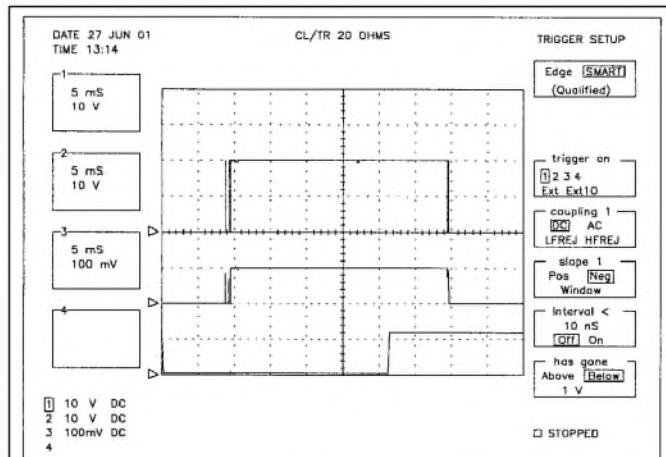 DATE 27 JUN 01
TIME 13:14
CL/TR 20 OHMS
TRIGGER SETUP
1
5 mS
10 V
2
5 mS
10 V
3
5 mS
100 mV
4
Edge SMART
(Qualified)
trigger on
1 2 3 4
Ext Ext10
coupling 1
DC AC
LFREJ HFREJ
slope 1
Pos Neg
Window
Interval <
10 nS
Off On
has gone
Above Below
1 V
1 10 V DC
2 10 V DC
3 100mV DC
4
STOPPED